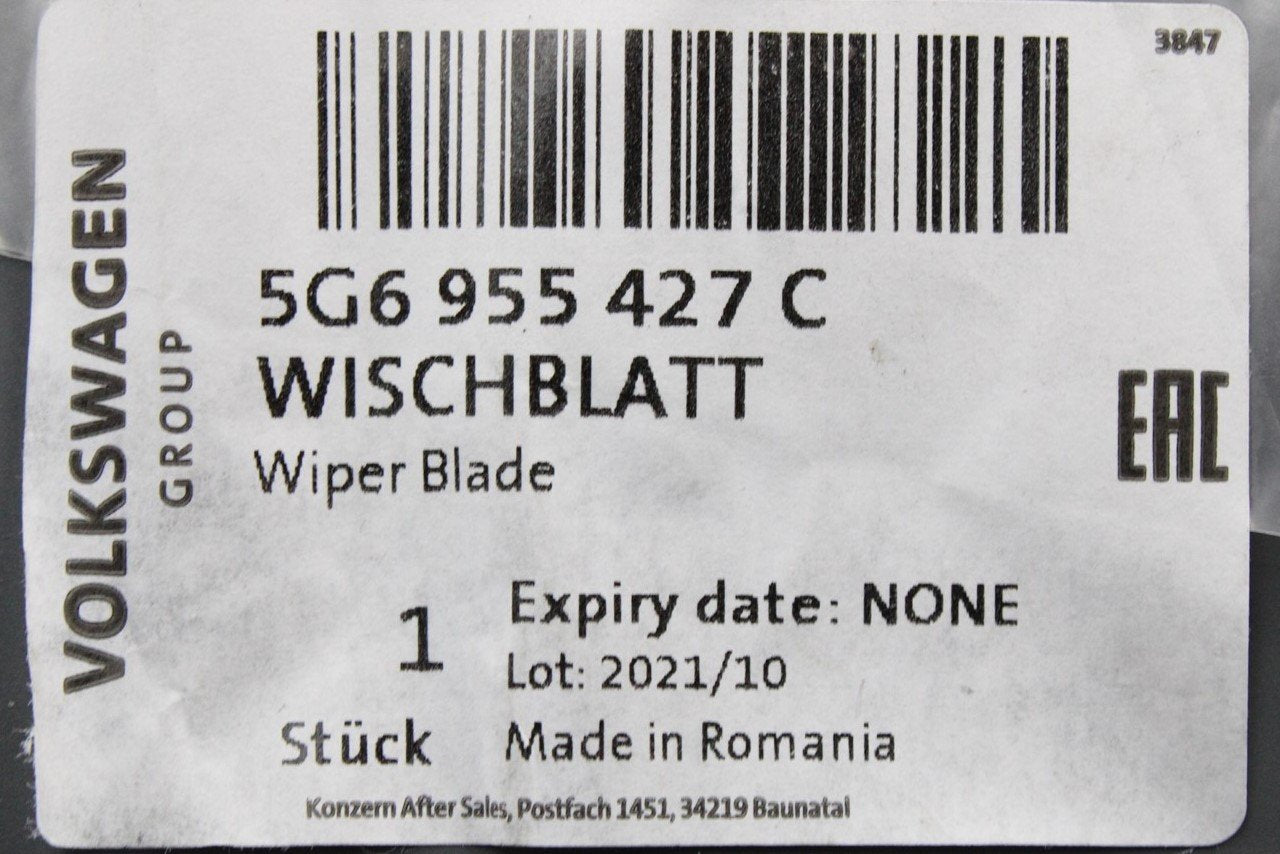 3847
VOLKSWAGEN
GROUP
5G6 955 427 C
WISCHBLATT
Wiper Blade
EAC
1
Stück
Expiry date: NONE
Lot: 2021/10
Made in Romania
Konzern After Sales, Postfach 1451, 34219 Baunatal